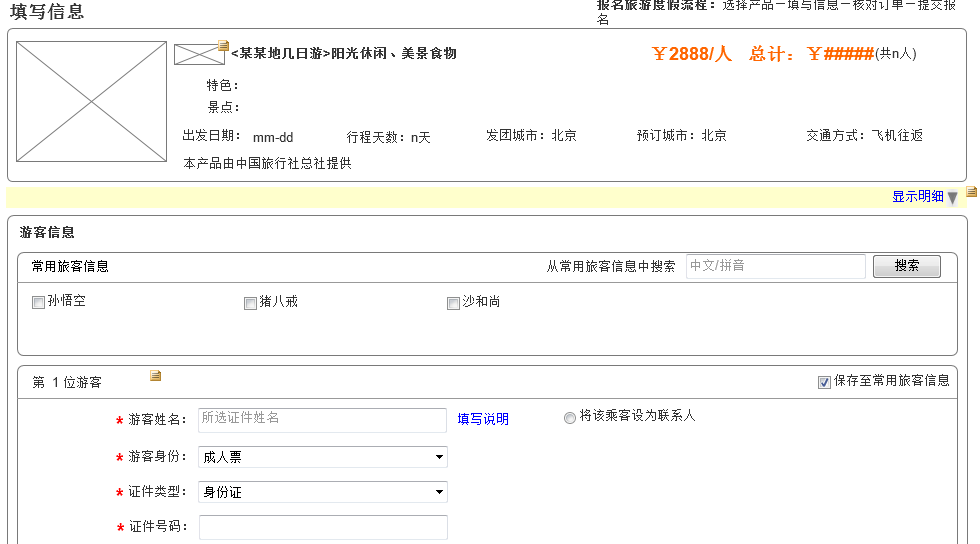 填写信息
报名旅游度假流程：选择产品－填写信息－核对订单－提交报名
<某某地几日游>阳光休闲、美景食物
￥2888/人 总计：￥#####(共n人)
特色：
景点：
出发日期： mm-dd 行程天数：n天 发团城市：北京 预订城市：北京 交通方式：飞机往返
本产品由中国旅行社总社提供
显示明细
游客信息
常用旅客信息 从常用旅客信息中搜索 中文/拼音 搜索
孙悟空 猪八戒 沙和尚
第 1 位游客 保存至常用旅客信息
* 游客姓名： 所选证件姓名 填写说明 将该乘客设为联系人
* 游客身份： 成人票
* 证件类型： 身份证
* 证件号码：